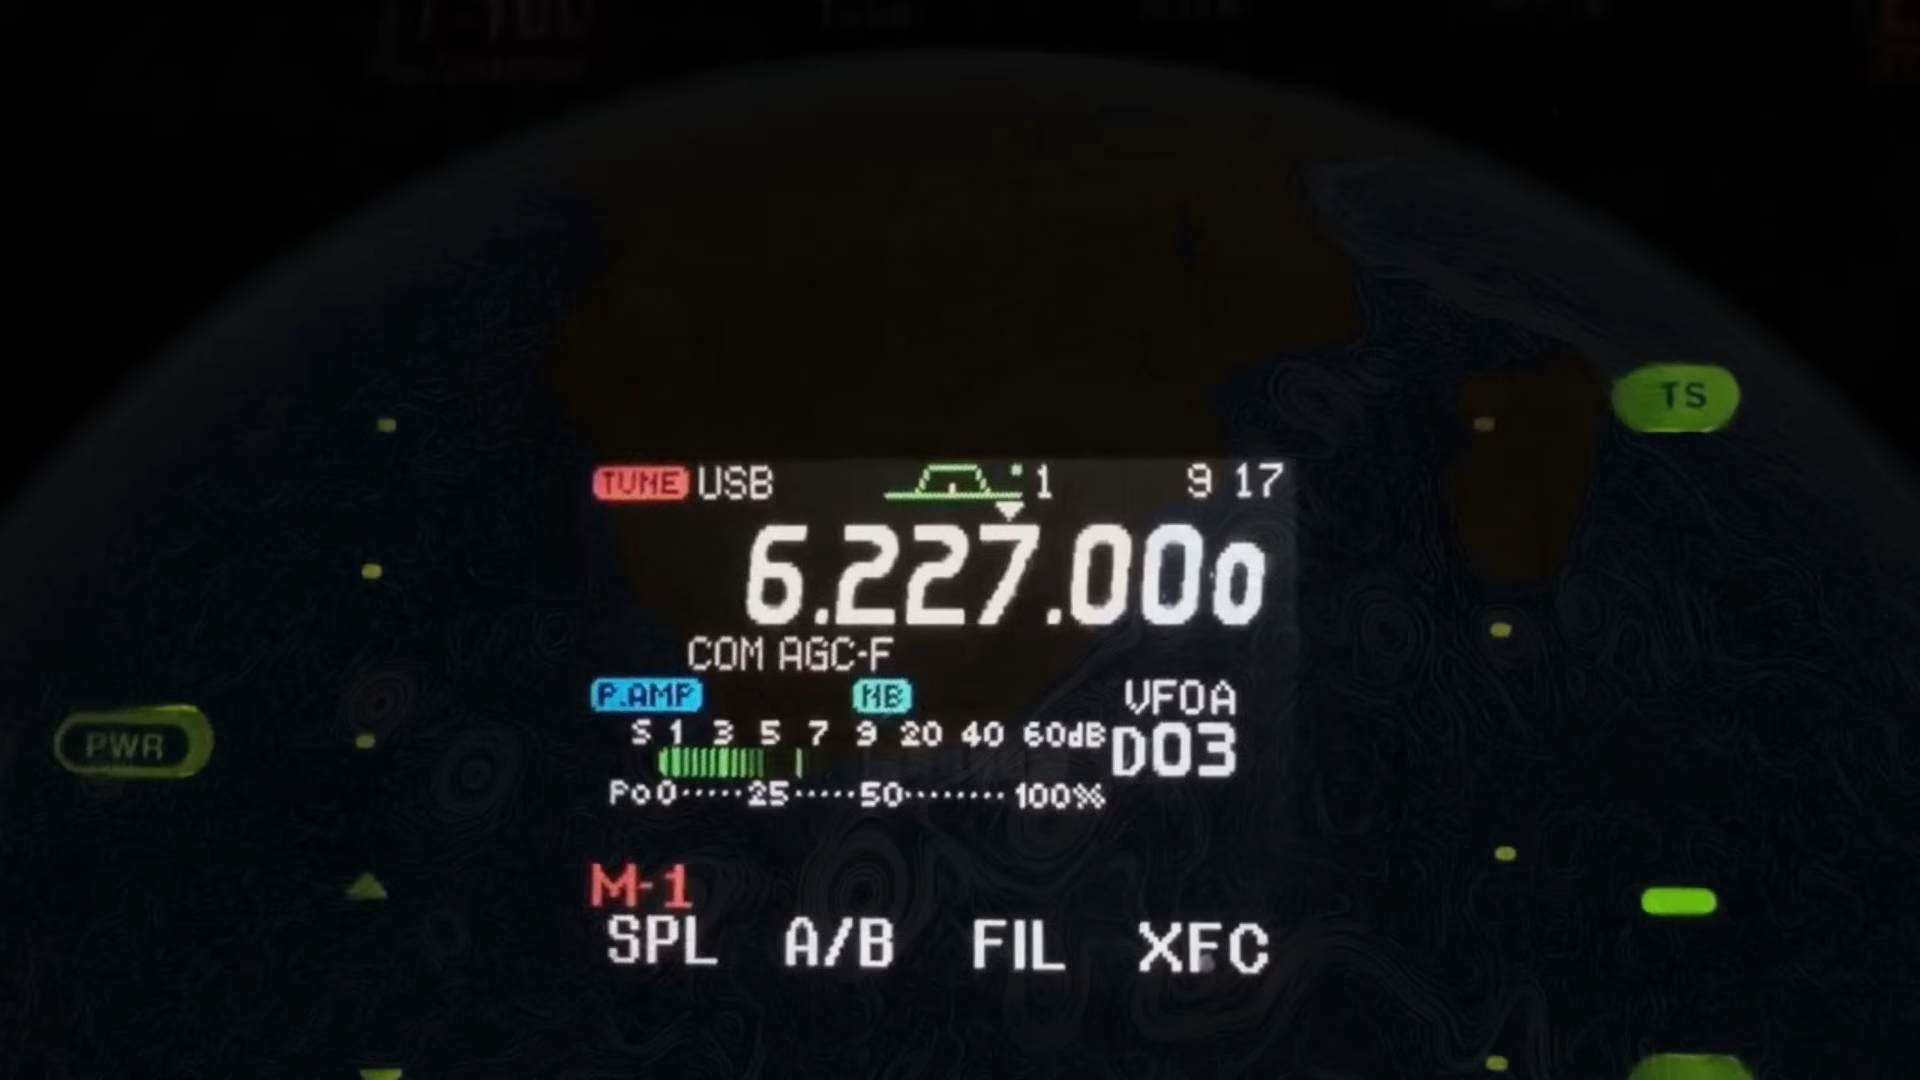 TUNE USB 1 9 17
6.227.000
COM AGC-F
P.AMP NB VFOA
S 1 3 5 7 9 20 40 60dB D03
Po 0 25 50 100%
M-1
SPL A/B FIL XFC
PWR
TS